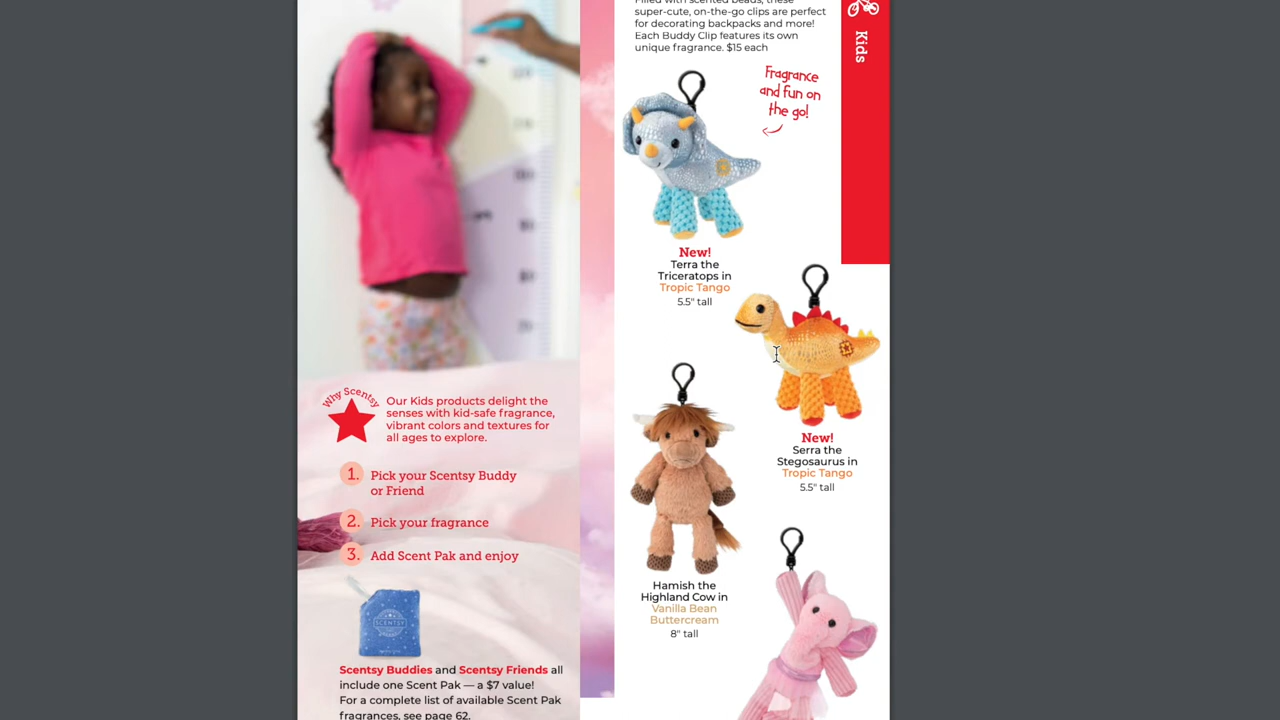 Why Scentsy
Our Kids products delight the
senses with kid-safe fragrance,
vibrant colors and textures for
all ages to explore.
1. Pick your Scentsy Buddy
or Friend
2. Pick your fragrance
3. Add Scent Pak and enjoy
SCENTSY
Scentsy Buddies and Scentsy Friends all
include one Scent Pak — a $7 value!
For a complete list of available Scent Pak
fragrances, see page 62.
Filled with scented beads, these
super-cute, on-the-go clips are perfect
for decorating backpacks and more!
Each Buddy Clip features its own
unique fragrance. $15 each
Kids
Fragrance
and fun on
the go!
New!
Terra the
Triceratops in
Tropic Tango
5.5" tall
New!
Serra the
Stegosaurus in
Tropic Tango
5.5" tall
Hamish the
Highland Cow in
Vanilla Bean
Buttercream
8" tall